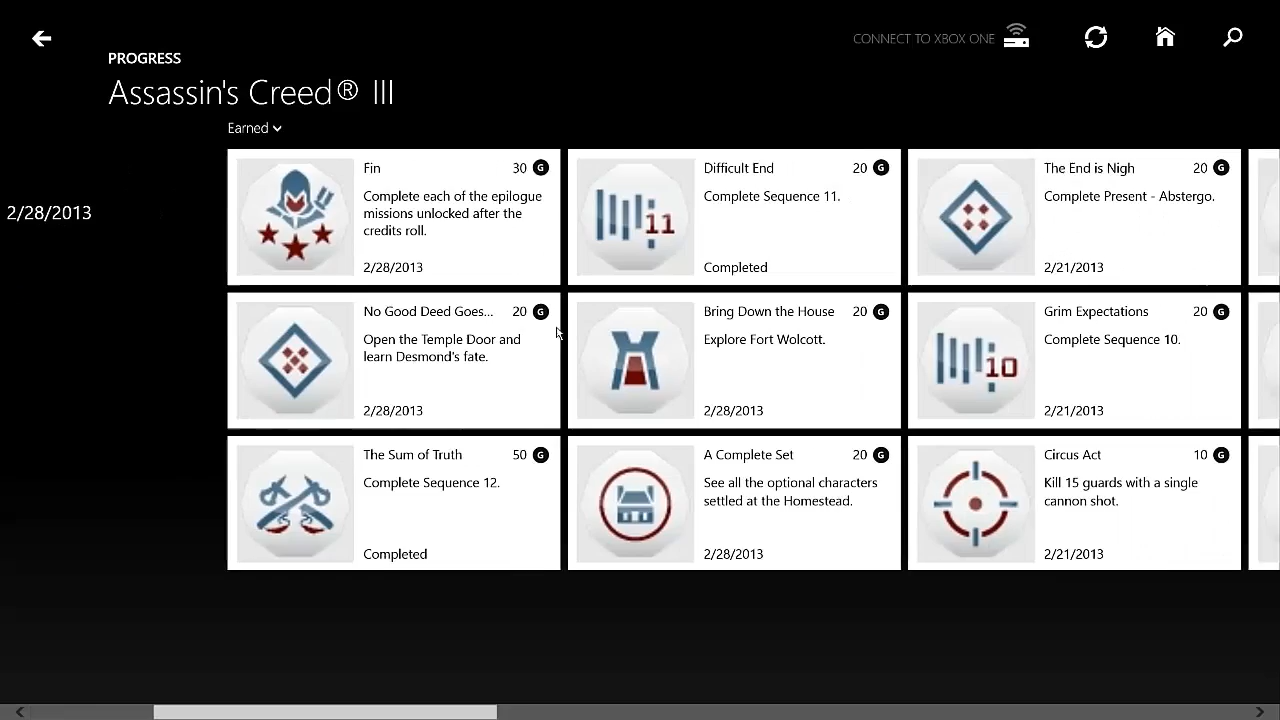 CONNECT TO XBOX ONE
PROGRESS
Assassin's Creed® III
Earned
2/28/2013
Fin 30 G
Complete each of the epilogue
missions unlocked after the
credits roll.
2/28/2013
11
Difficult End 20 G
Complete Sequence 11.
Completed
The End is Nigh 20 G
Complete Present - Abstergo.
2/21/2013
No Good Deed Goes... 20 G
Open the Temple Door and
learn Desmond's fate.
2/28/2013
Bring Down the House 20 G
Explore Fort Wolcott.
2/28/2013
10
Grim Expectations 20 G
Complete Sequence 10.
2/21/2013
The Sum of Truth 50 G
Complete Sequence 12.
Completed
A Complete Set 20 G
See all the optional characters
settled at the Homestead.
2/28/2013
Circus Act 10 G
Kill 15 guards with a single
cannon shot.
2/21/2013